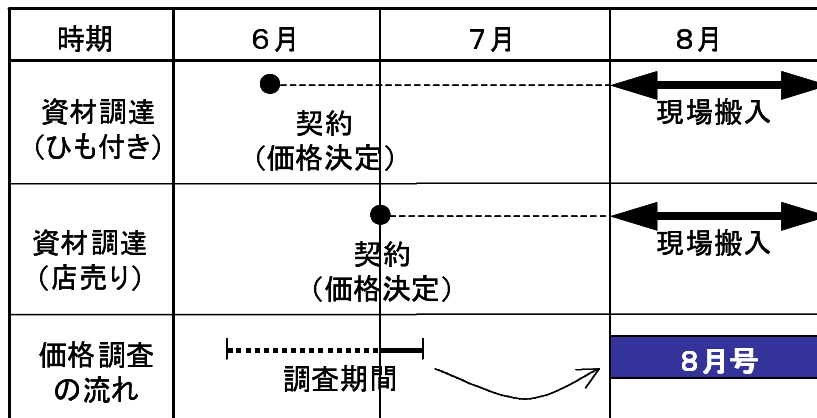 時期
６月
７月
８月
資材調達
（ひも付き）
契約
（価格決定）
現場搬入
資材調達
（店売り）
契約
（価格決定）
現場搬入
価格調査
の流れ
調査期間
８月号